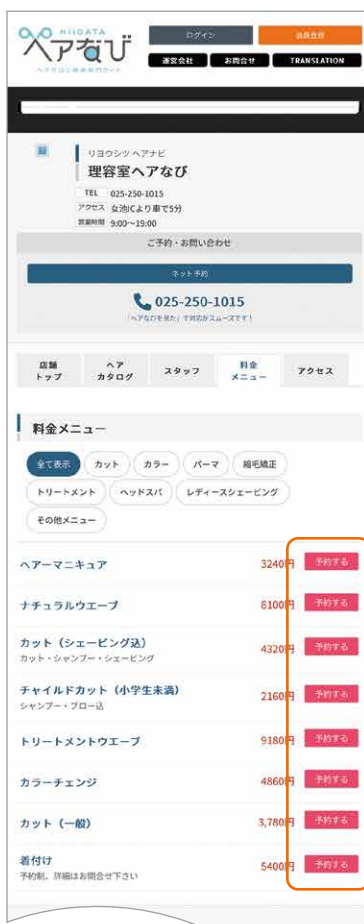 NIIGATA
ヘアなび
ログイン
会員登録
運営会社
お問合せ
TRANSLATION
リヨウシツ ヘアナビ
理容室ヘアなび
TEL 025-250-1015
アクセス 女池ICより車で5分
営業時間 9:00～19:00
ご予約・お問い合わせ
ネット予約
025-250-1015
「ヘアなびを見た」で対応がスムーズです！
店舗トップ
ヘアカタログ
スタッフ
料金メニュー
アクセス
料金メニュー
全て表示 カット カラー パーマ 縮毛矯正
トリートメント ヘッドスパ レディースシェービング
その他メニュー
ヘアーマニキュア 3240円 予約する
ナチュラルウエーブ 8100円 予約する
カット（シェービング込） 4320円 予約する
カット・シャンプー・シェービング
チャイルドカット（小学生未満） 2160円 予約する
シャンプー・ブロー込
トリートメントウエーブ 9180円 予約する
カラーチェンジ 4860円 予約する
カット（一般） 3,780円 予約する
着付け 5400円 予約する
予約制、詳細はお問合せ下さい